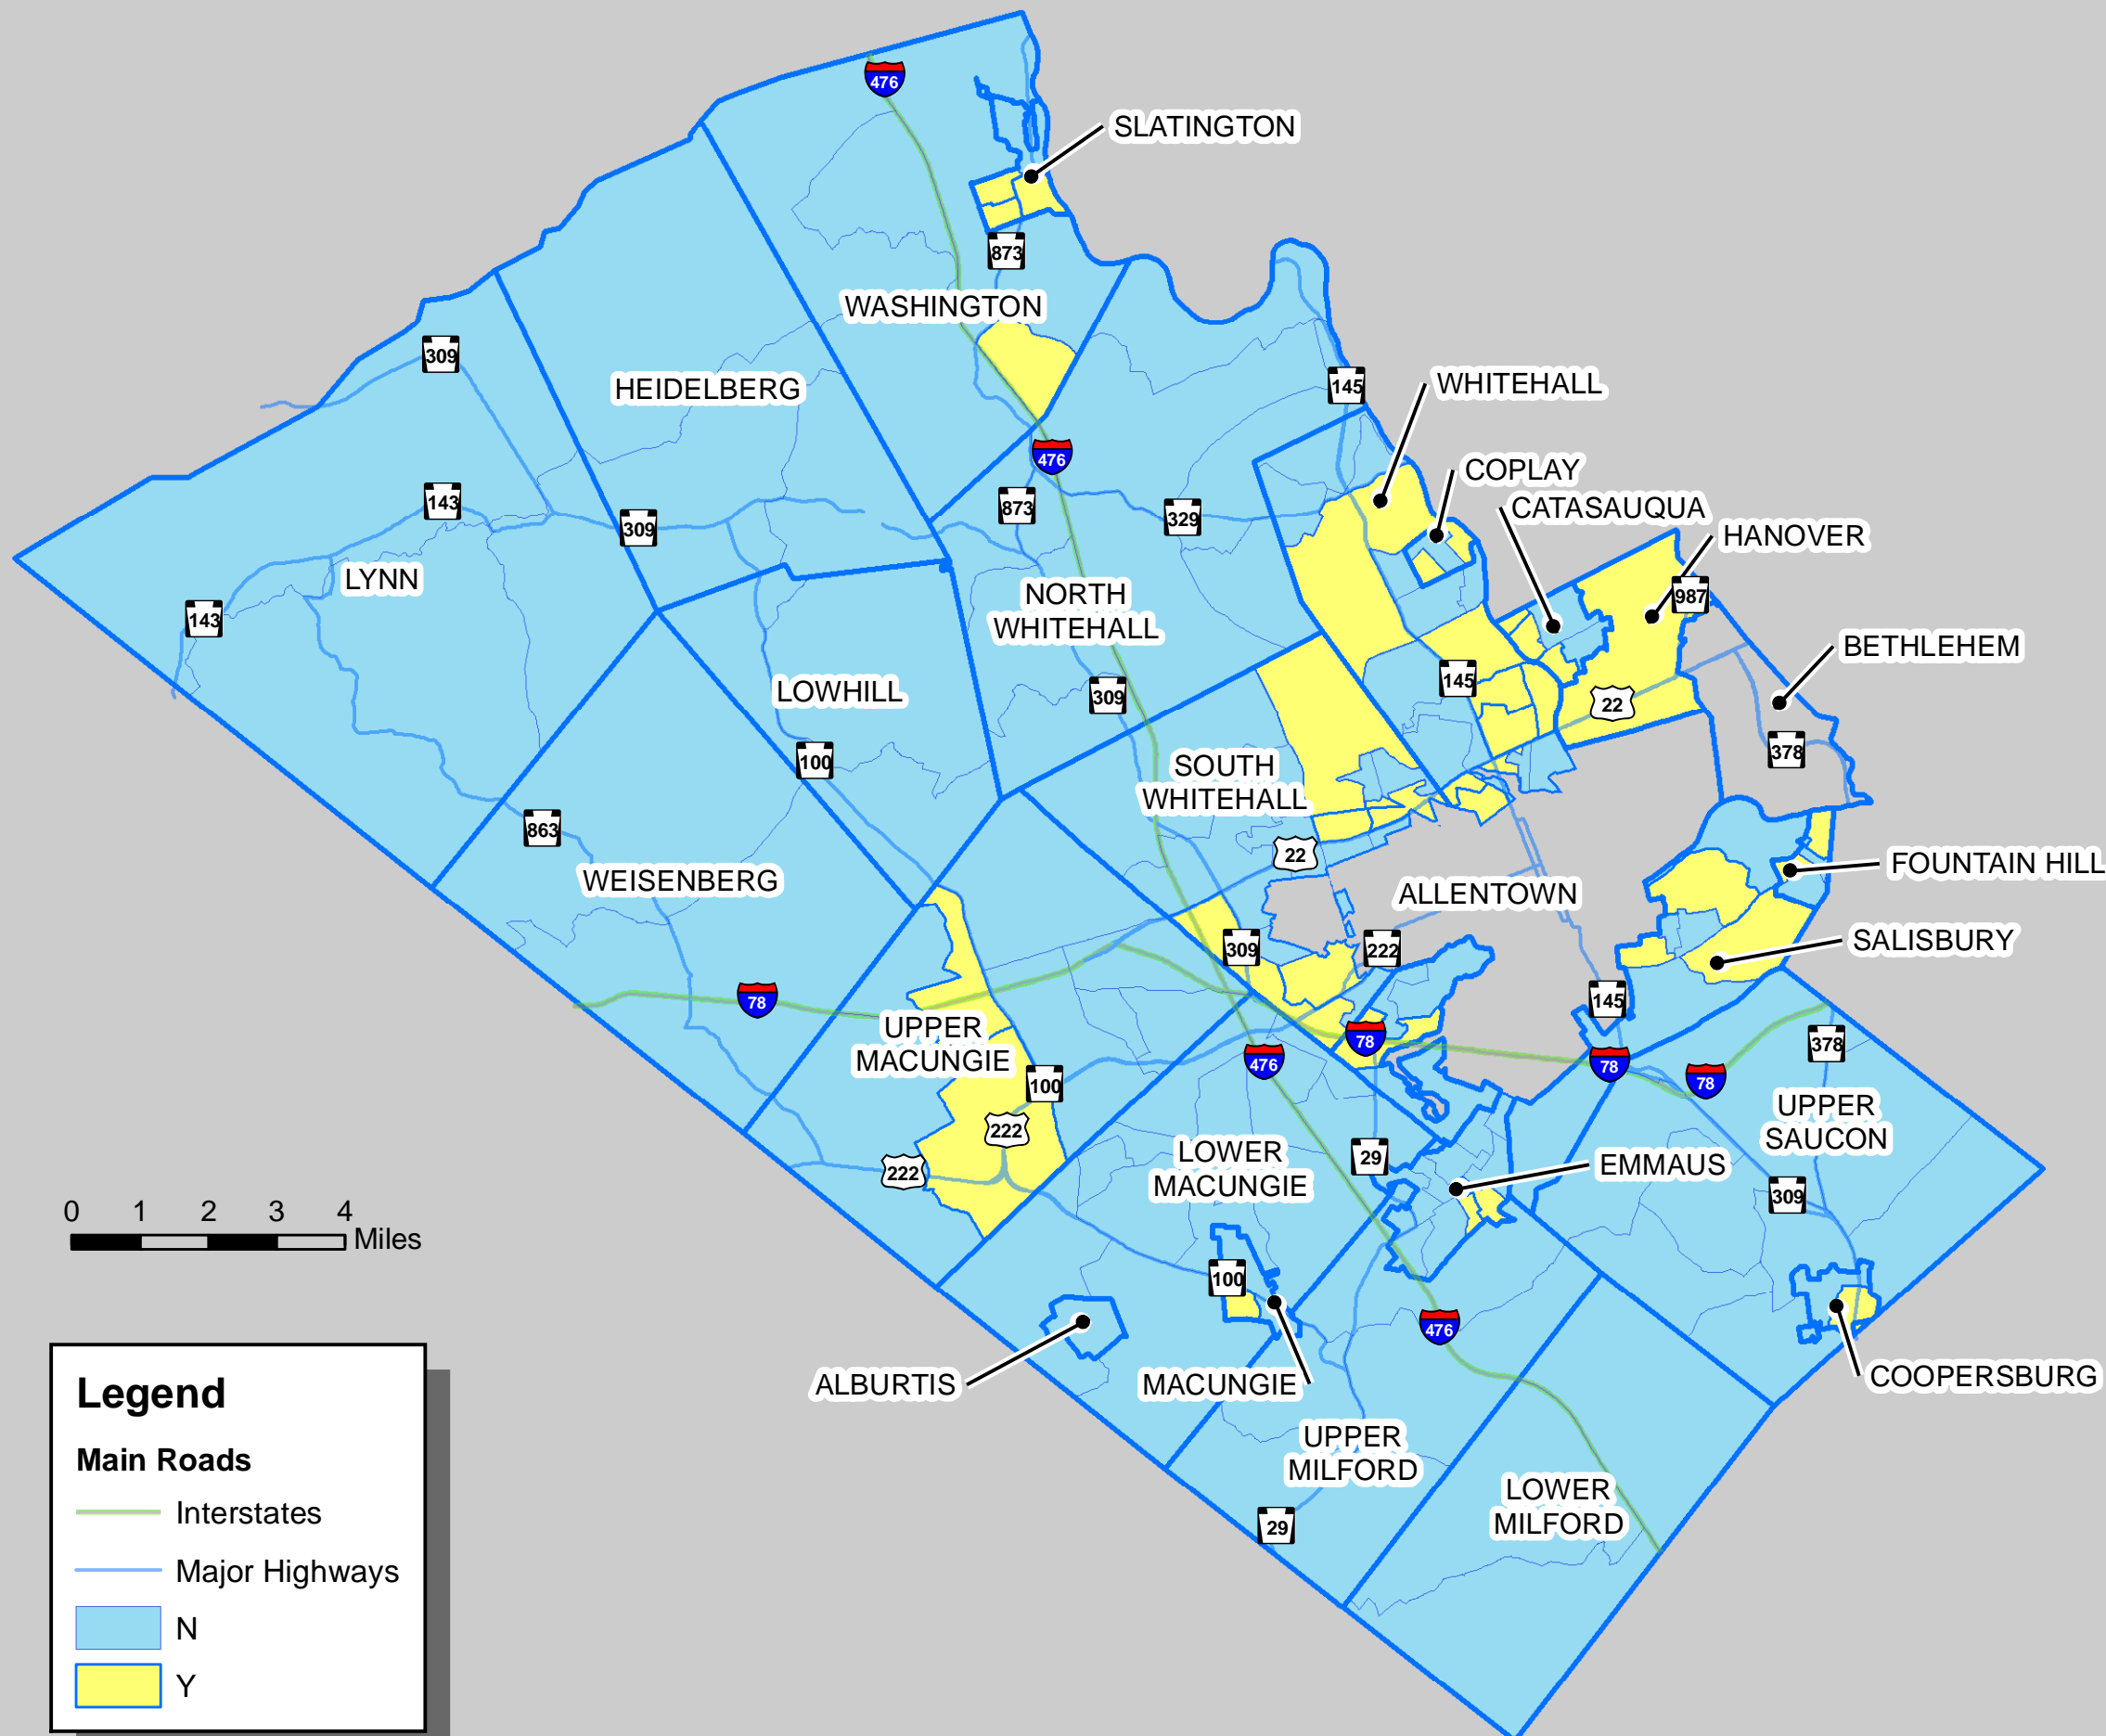 476
SLATINGTON
873
WASHINGTON
309
HEIDELBERG
145
WHITEHALL
476
COPLAY
143
873
CATASAUQUA
329
309
HANOVER
LYNN
987
143
NORTH
WHITEHALL
BETHLEHEM
LOWHILL
309
145
22
378
100
SOUTH
WHITEHALL
863
22
FOUNTAIN HILL
WEISENBERG
ALLENTOWN
309
222
SALISBURY
78
145
UPPER
MACUNGIE
78
378
476
78
78
100
UPPER
SAUCON
222
LOWER
MACUNGIE
29
EMMAUS
222
309
0 1 2 3 4
Miles
100
476
ALBURTIS
MACUNGIE
COOPERSBURG
UPPER
MILFORD
LOWER
MILFORD
29
Legend
Main Roads
Interstates
Major Highways
N
Y